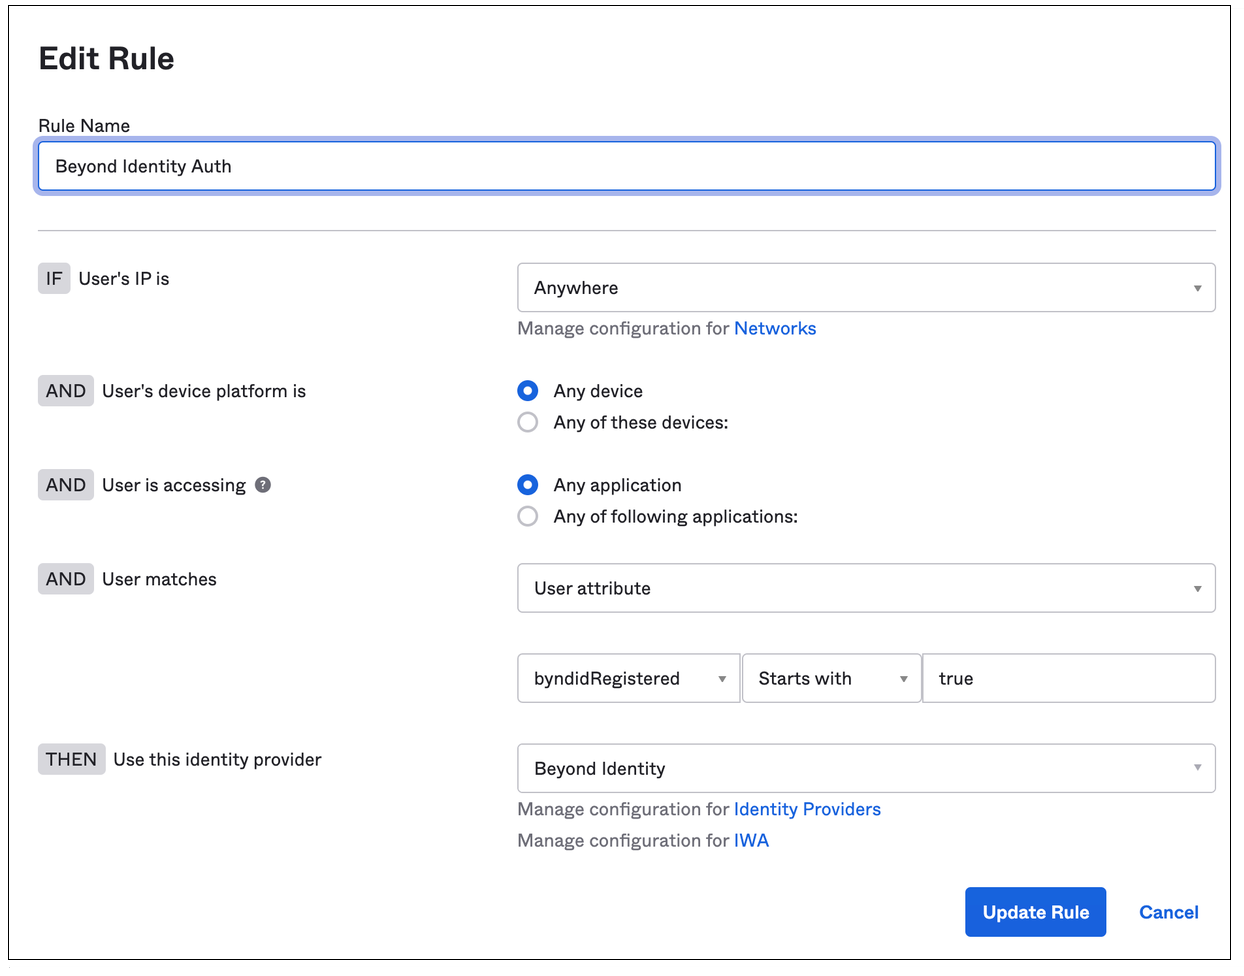 Edit Rule
Rule Name
Beyond Identity Auth
IF User's IP is
Anywhere
Manage configuration for Networks
AND User's device platform is
Any device
Any of these devices:
AND User is accessing ?
Any application
Any of following applications:
AND User matches
User attribute
byndidRegistered Starts with true
THEN Use this identity provider
Beyond Identity
Manage configuration for Identity Providers
Manage configuration for IWA
Update Rule Cancel